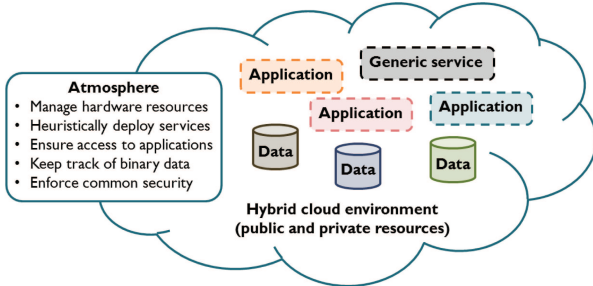 Atmosphere
• Manage hardware resources
• Heuristically deploy services
• Ensure access to applications
• Keep track of binary data
• Enforce common security
Generic service
Application
Application
Application
Data
Data
Data
Hybrid cloud environment
(public and private resources)